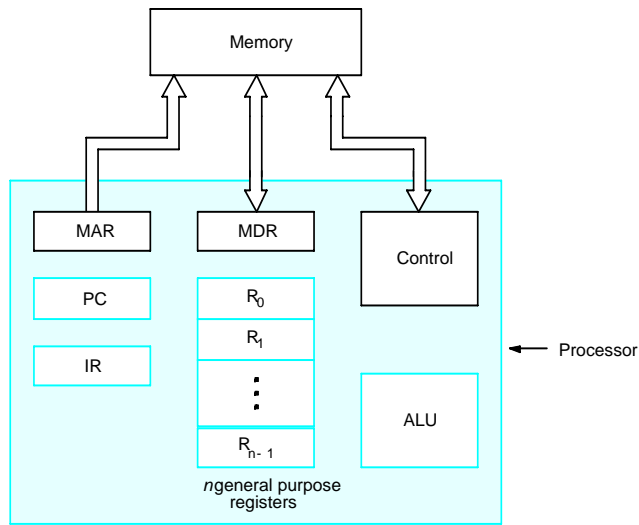 Memory
MAR
MDR
Control
PC
R0
R1
IR
Processor
ALU
Rn-1
ngeneral purpose
registers